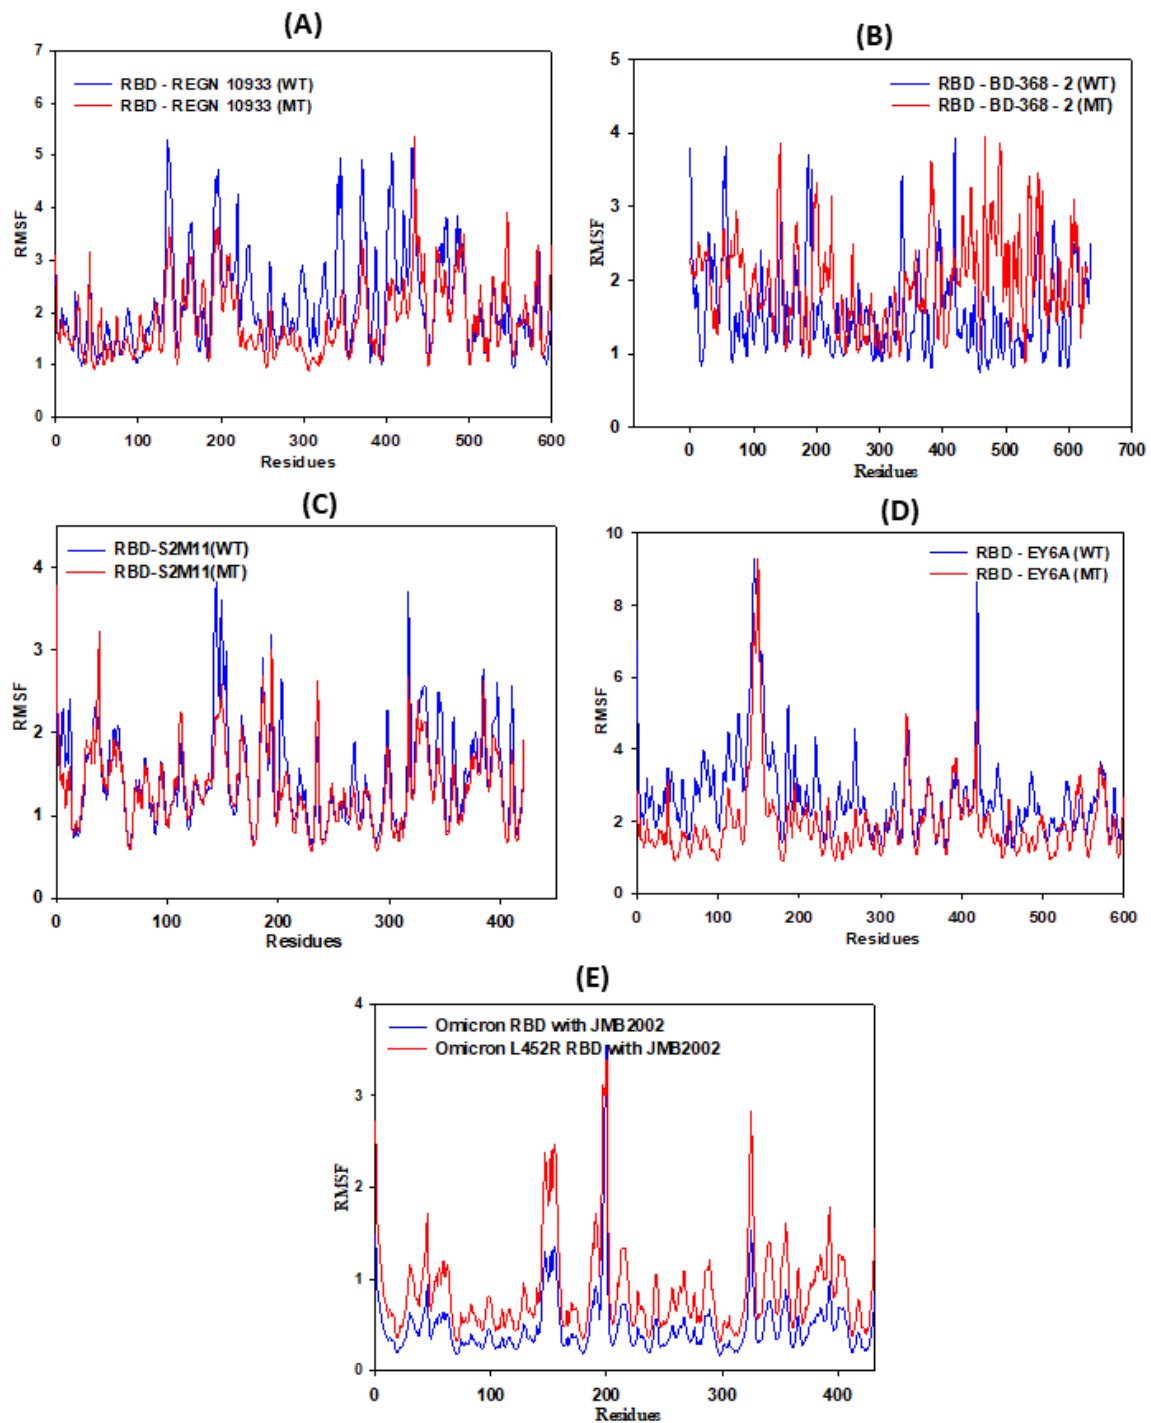 (A)
7
6
5
4
3
2
1
0
RMSF
RBD - REGN 10933 (WT)
RBD - REGN 10933 (MT)
0 100 200 300 400 500 600
Residues
(B)
5
4
3
2
1
0
RMSF
RBD - BD-368 - 2 (WT)
RBD - BD-368 - 2 (MT)
0 100 200 300 400 500 600 700
Residues
(C)
4
3
2
1
0
RMSF
RBD-S2M11(WT)
RBD-S2M11(MT)
0 100 200 300 400
Residues
(D)
10
8
6
4
2
0
RMSF
RBD - EY6A (WT)
RBD - EY6A (MT)
0 100 200 300 400 500 600
Residues
(E)
4
3
2
1
0
RMSF
Omicron RBD with JMB2002
Omicron L452R RBD with JMB2002
0 100 200 300 400
Residues